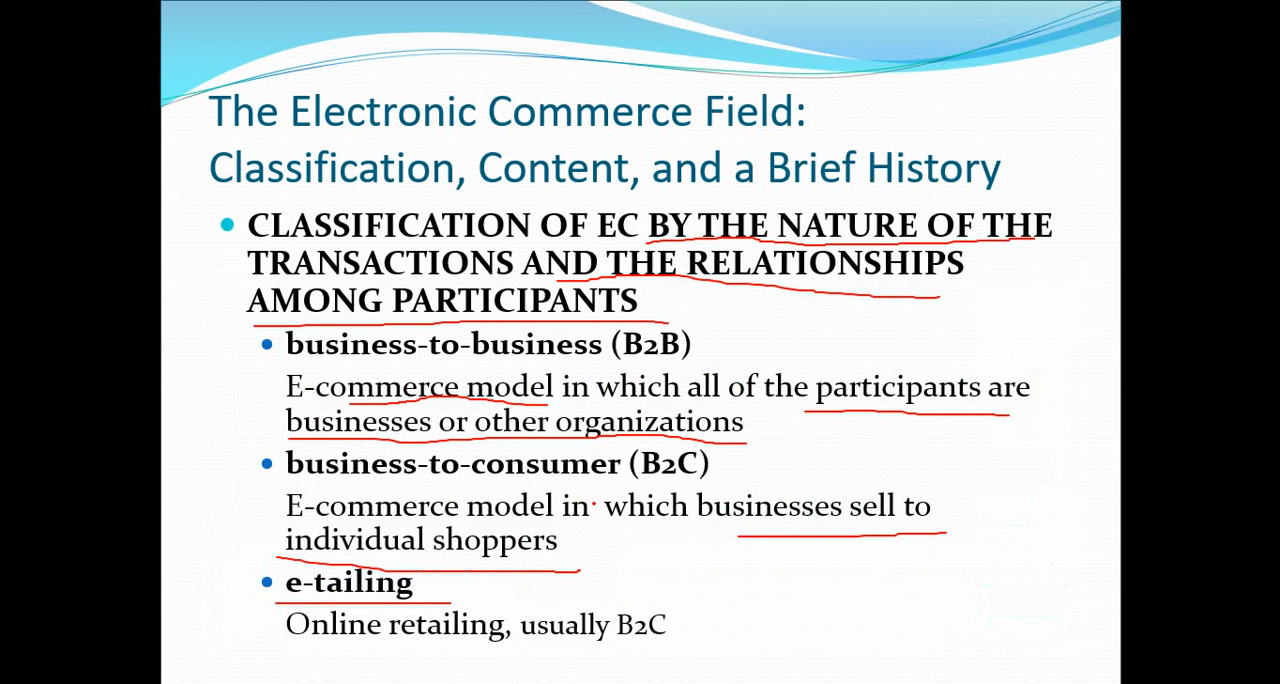 The Electronic Commerce Field:
Classification, Content, and a Brief History
CLASSIFICATION OF EC BY THE NATURE OF THE
TRANSACTIONS AND THE RELATIONSHIPS
AMONG PARTICIPANTS
business-to-business (B2B)
E-commerce model in which all of the participants are
businesses or other organizations
business-to-consumer (B2C)
E-commerce model in which businesses sell to
individual shoppers
e-tailing
Online retailing, usually B2C